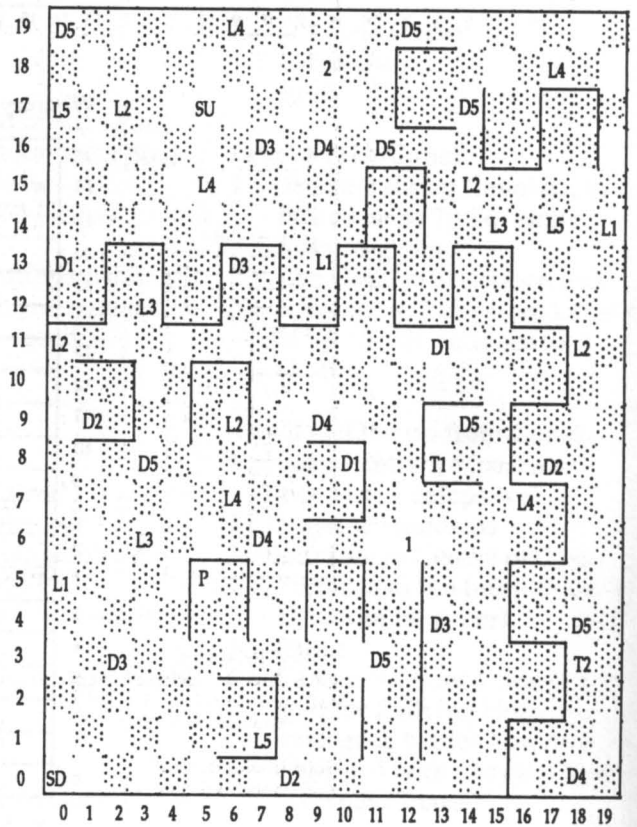 19 D5 L4 D5
18 2 L4
17 L5 L2 SU D5
16 D3 D4 D5
15 L4 L2
14 L3 L5 L1
13 D1 D3 L1
12 L3
11 L2 D1 L2
10
9 D2 L2 D4 D5
8 D5 D1 T1 D2
7 L4 L4
6 L3 D4 1
5 L1 P
4 D3 D5
3 D3 D5 T2
2
1 L5
0 SD D2 D4
0 1 2 3 4 5 6 7 8 9 10 11 12 13 14 15 16 17 18 19